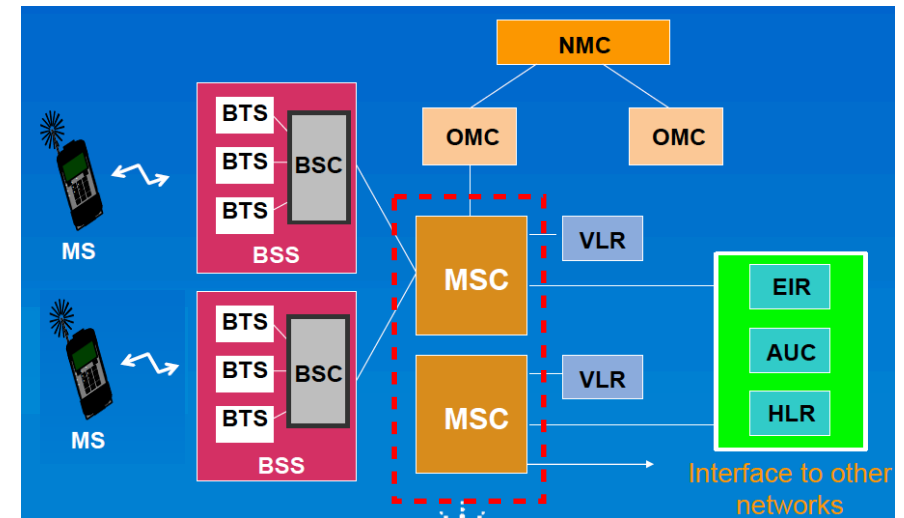 NMC
OMC
OMC
BTS
BTS
BTS
BSC
BSS
MS
BTS
BTS
BTS
BSC
BSS
MS
MSC
VLR
MSC
VLR
EIR
AUC
HLR
Interface to other
networks